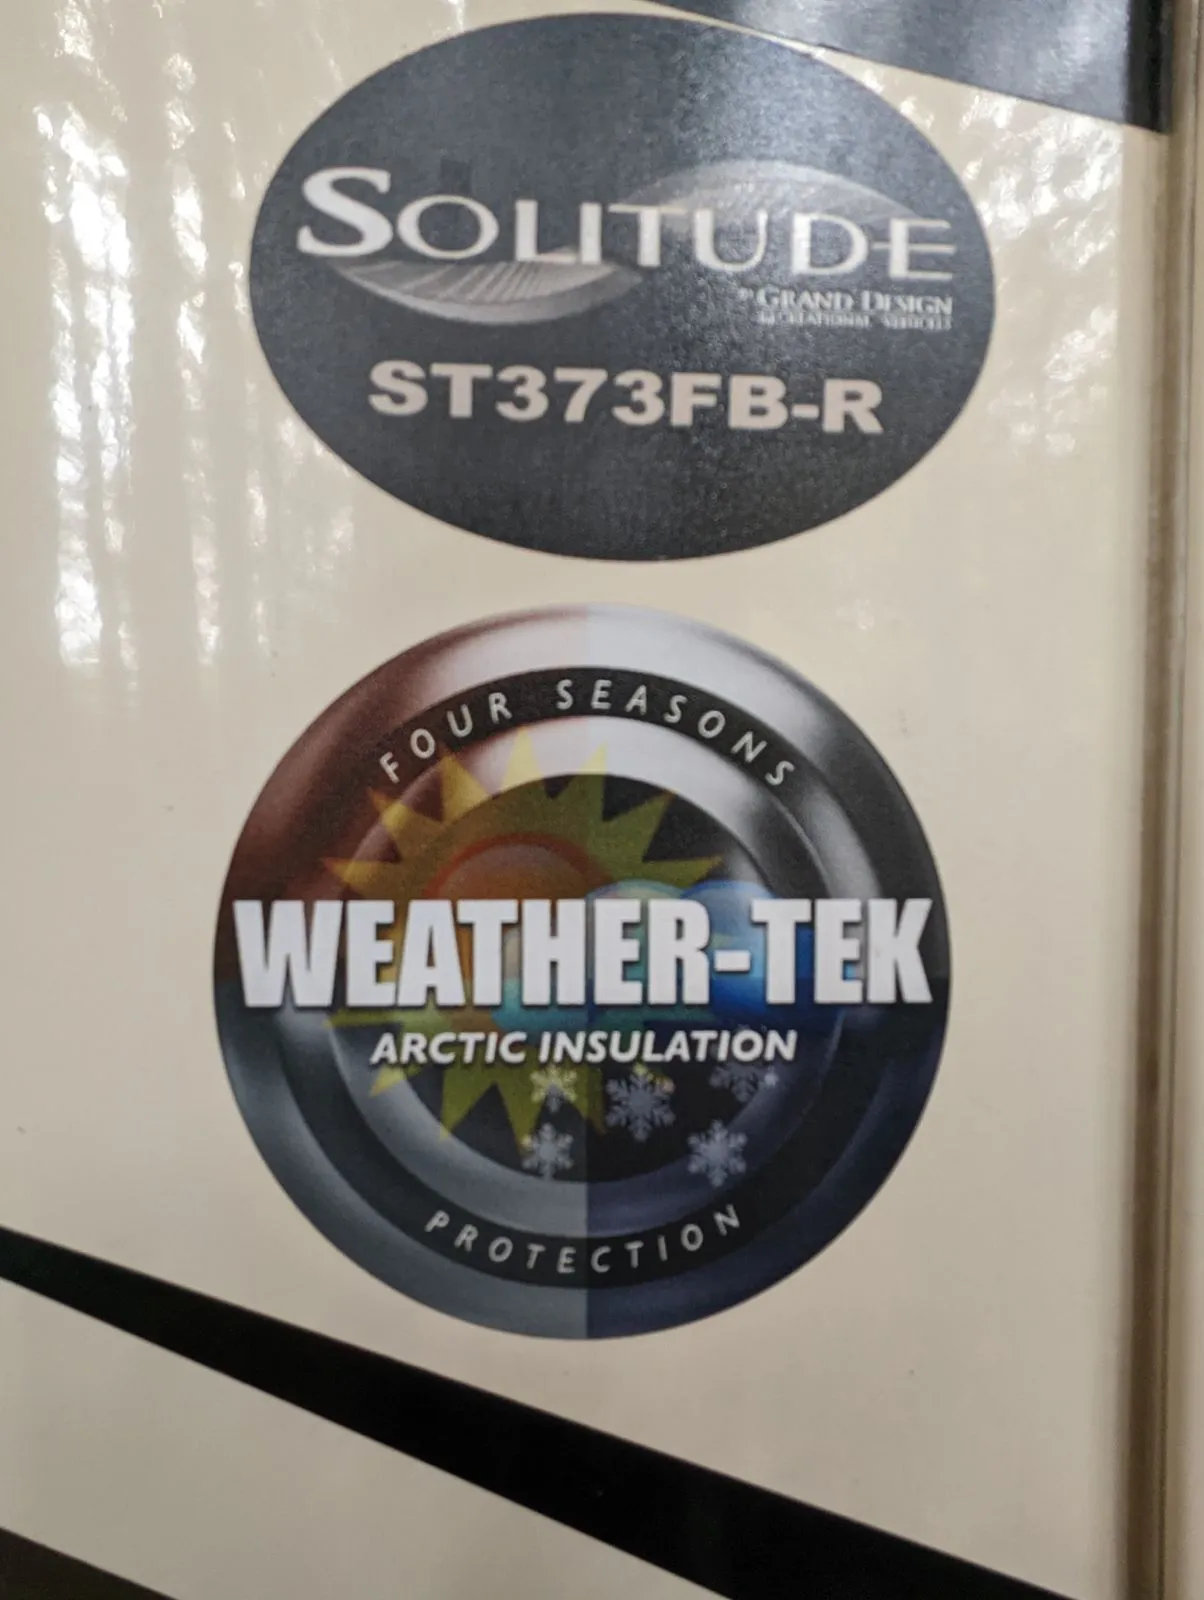 SOLITUDE
BY GRAND DESIGN
RECREATIONAL VEHICLES
ST373FB-R
FOUR SEASONS
WEATHER-TEK
ARCTIC INSULATION
PROTECTION